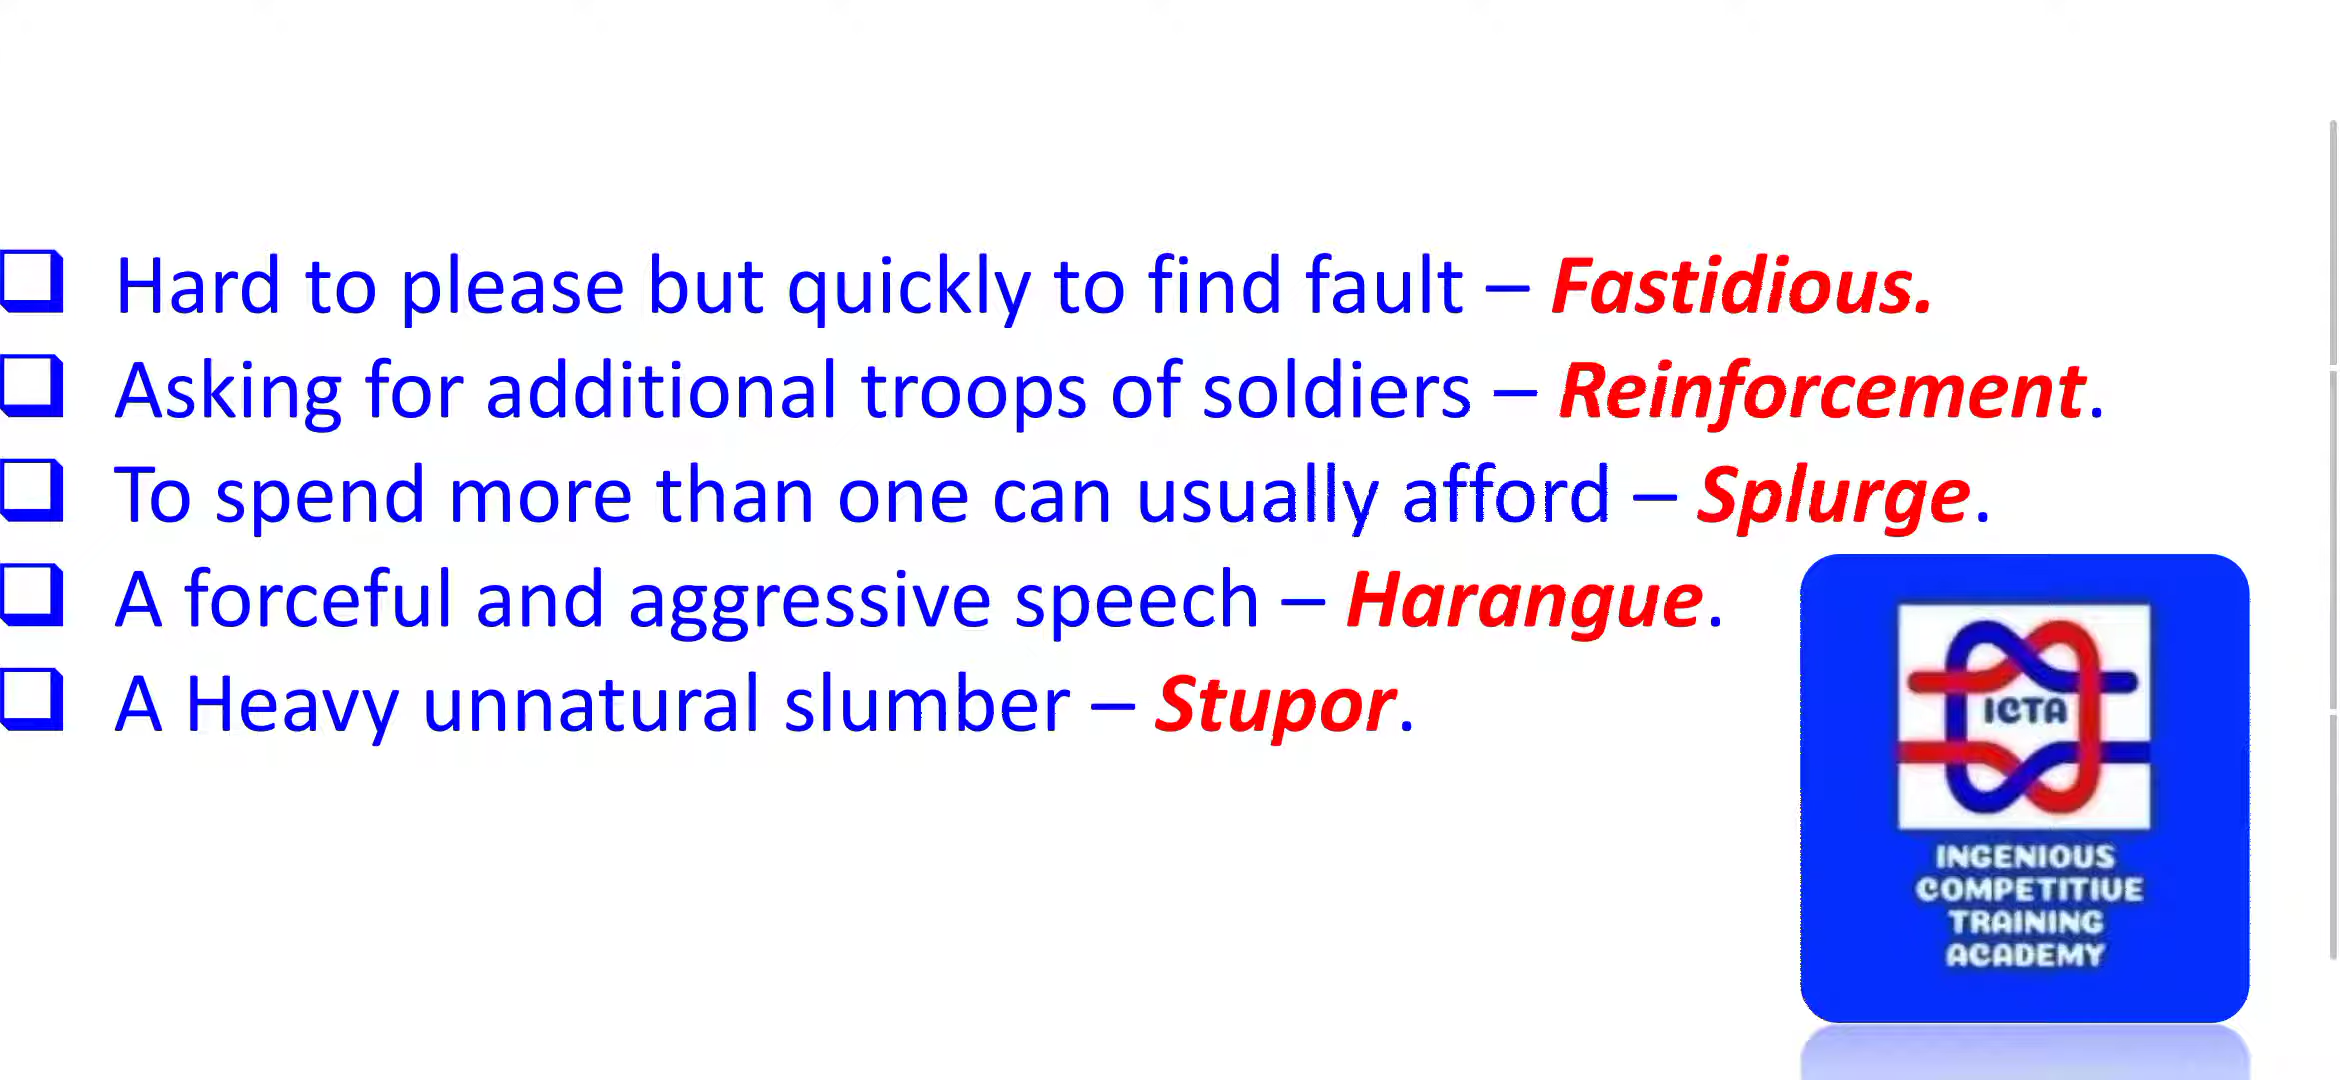 ❑ Hard to please but quickly to find fault – Fastidious.
❑ Asking for additional troops of soldiers – Reinforcement.
❑ To spend more than one can usually afford – Splurge.
❑ A forceful and aggressive speech – Harangue.
❑ A Heavy unnatural slumber – Stupor.
ICTA
INGENIOUS
COMPETITIVE
TRAINING
ACADEMY